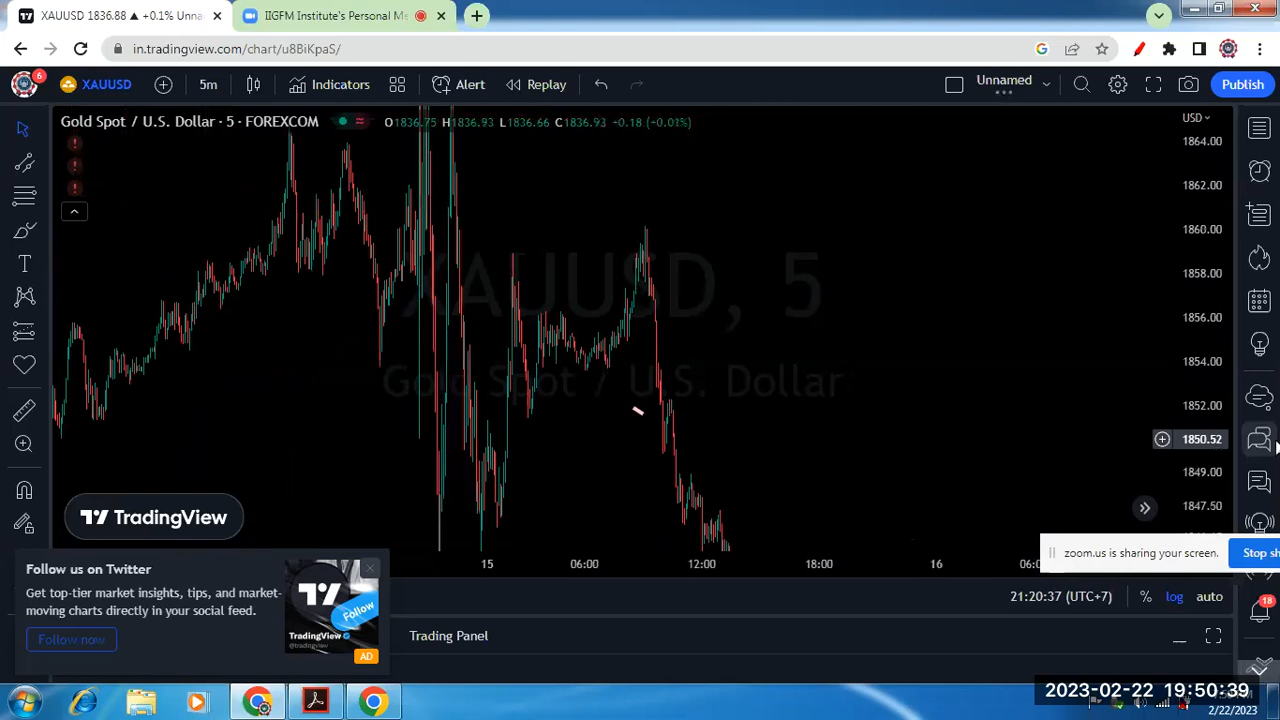 XAUUSD 1836.88 ▲ +0.1% Unna
IIGFM Institute's Personal Me
in.tradingview.com/chart/u8BiKpaS/
6
XAUUSD
5m
Indicators
Alert
Replay
Unnamed
Publish
Gold Spot / U.S. Dollar · 5 · FOREXCOM
O1836.75 H1836.93 L1836.66 C1836.93 +0.18 (+0.01%)
USD
1864.00
1862.00
1860.00
1858.00
1856.00
1854.00
1852.00
1850.52
1849.00
1847.50
XAUUSD, 5
Gold Spot / U.S. Dollar
TradingView
15
06:00
12:00
18:00
16
zoom.us is sharing your screen.
Stop sh
Follow us on Twitter
Get top-tier market insights, tips, and market-
moving charts directly in your social feed.
Follow now
Follow
TradingView
@tradingview
AD
21:20:37 (UTC+7)
%
log
auto
18
Trading Panel
2023-02-22 19:50:39
2/22/2023